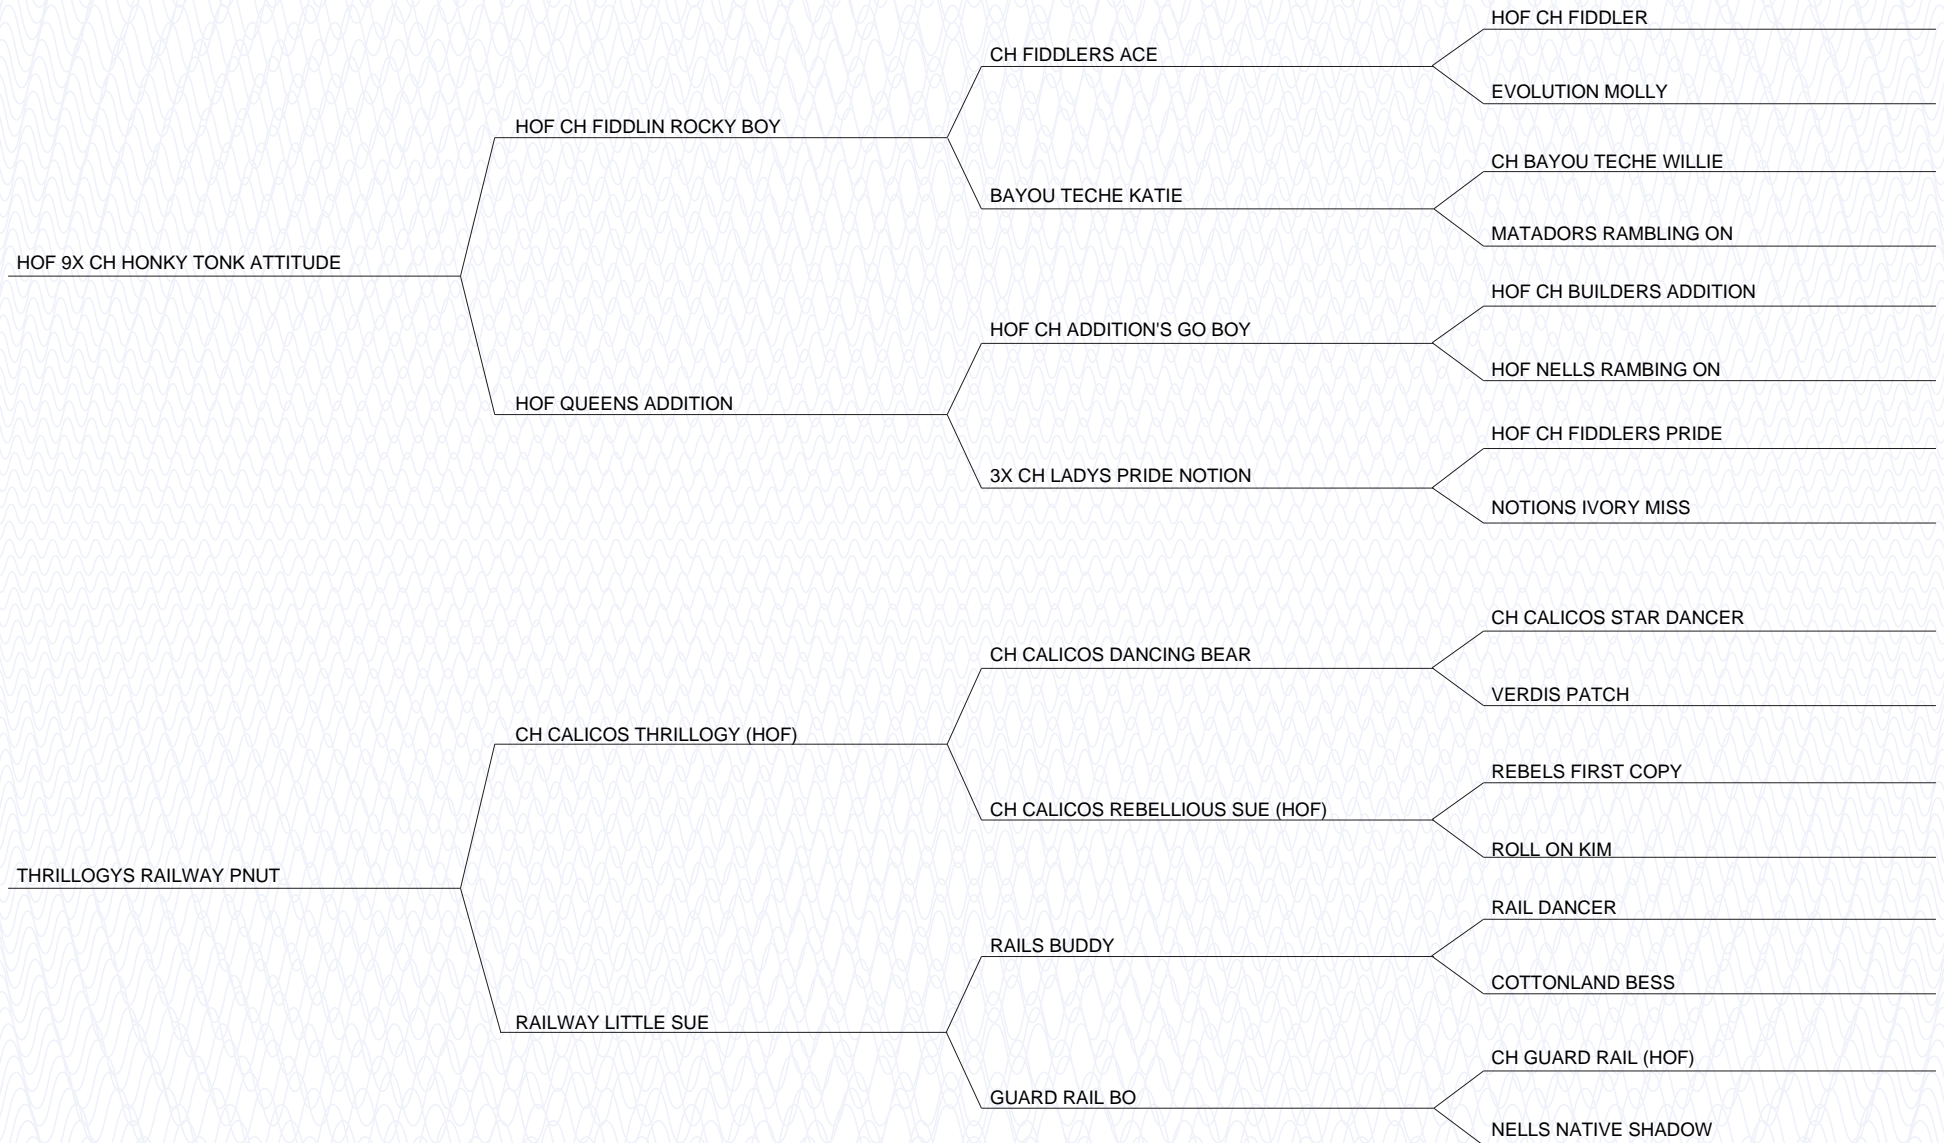 HOF CH FIDDLER
CH FIDDLERS ACE
EVOLUTION MOLLY
HOF CH FIDDLIN ROCKY BOY
CH BAYOU TECHE WILLIE
BAYOU TECHE KATIE
MATADORS RAMBLING ON
HOF 9X CH HONKY TONK ATTITUDE
HOF CH BUILDERS ADDITION
HOF CH ADDITION'S GO BOY
HOF NELLS RAMBING ON
HOF QUEENS ADDITION
HOF CH FIDDLERS PRIDE
3X CH LADYS PRIDE NOTION
NOTIONS IVORY MISS
CH CALICOS STAR DANCER
CH CALICOS DANCING BEAR
VERDIS PATCH
CH CALICOS THRILLOGY (HOF)
REBELS FIRST COPY
CH CALICOS REBELLIOUS SUE (HOF)
ROLL ON KIM
THRILLOGYS RAILWAY PNUT
RAIL DANCER
RAILS BUDDY
COTTONLAND BESS
RAILWAY LITTLE SUE
CH GUARD RAIL (HOF)
GUARD RAIL BO
NELLS NATIVE SHADOW